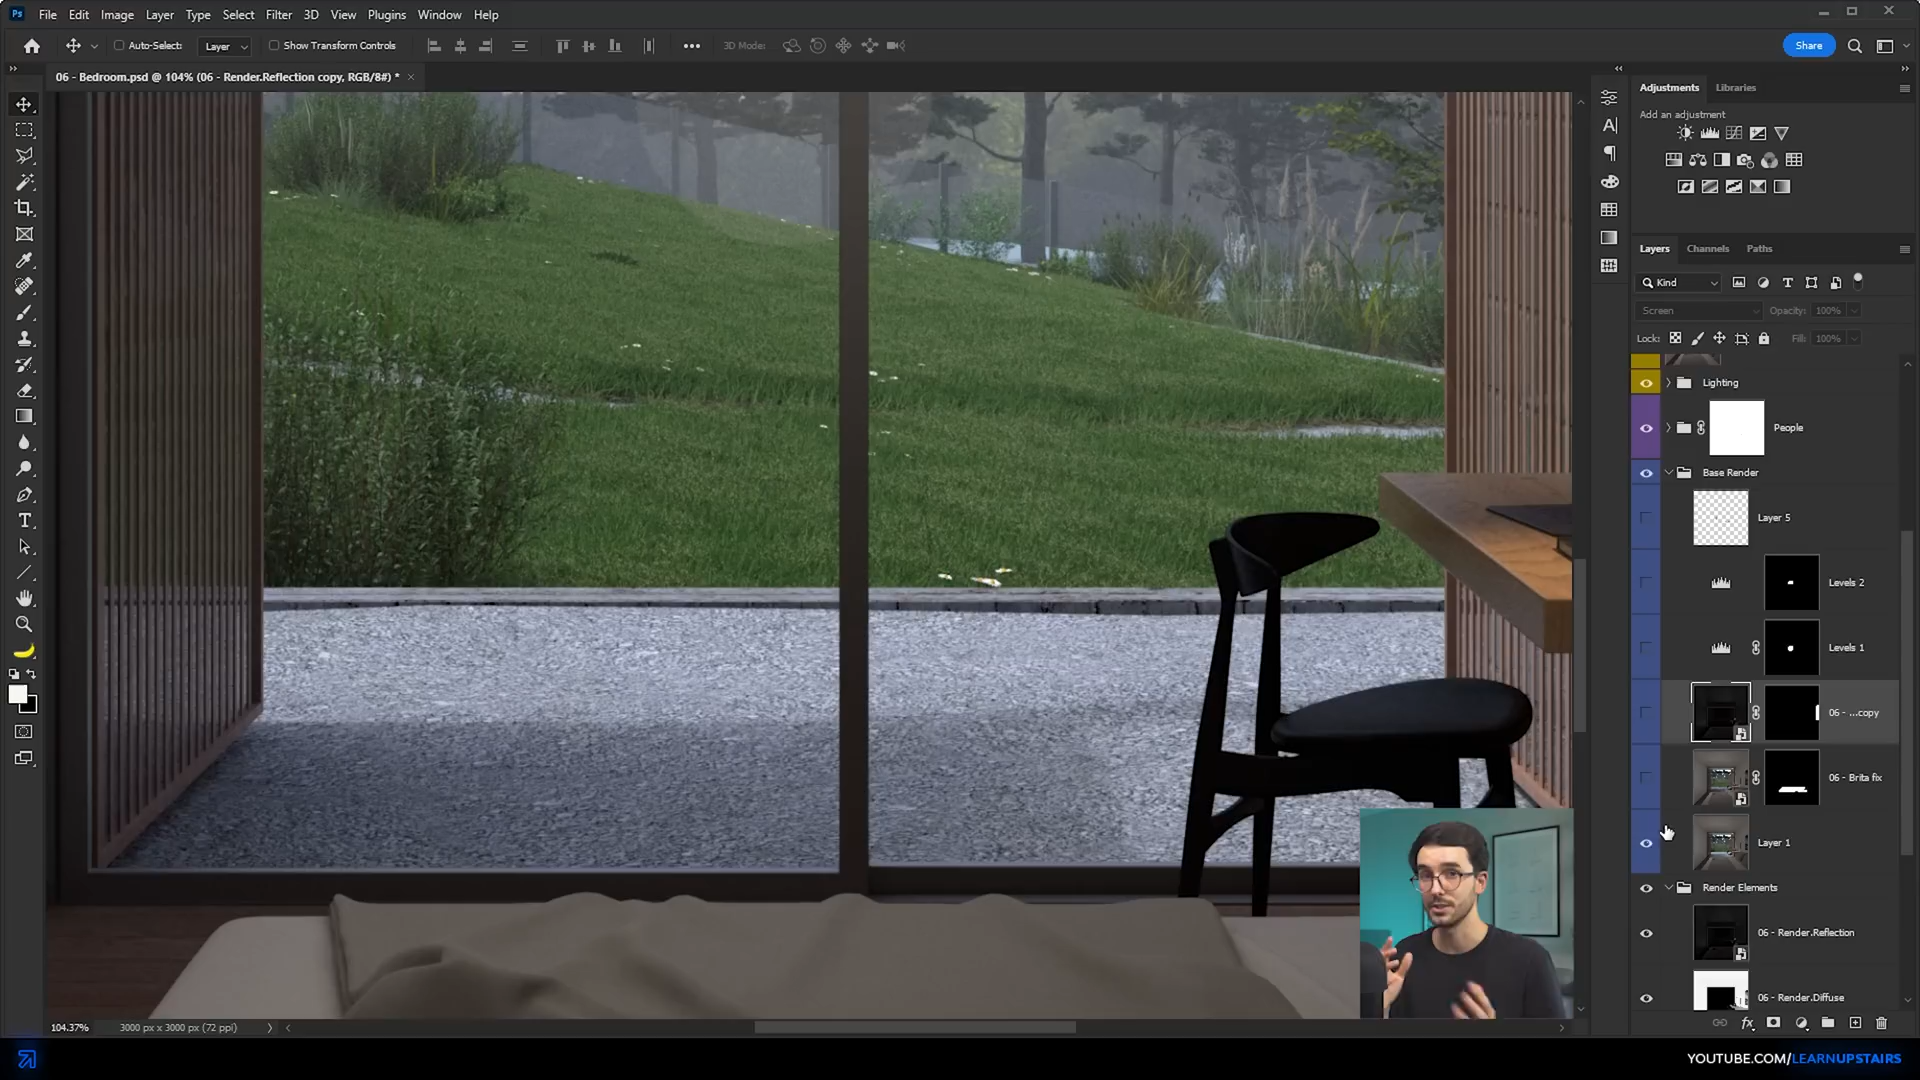 Ps File Edit Image Layer Type Select Filter 3D View Plugins Window Help
Auto-Select: Layer Show Transform Controls 3D Mode: Share
06 - Bedroom.psd @ 104% (06 - Render.Reflection copy, RGB/8#) *
Adjustments Libraries
Add an adjustment
Layers Channels Paths
Kind
Screen Opacity: 100%
Lock: Fill: 100%
Lighting
People
Base Render
Layer 5
Levels 2
Levels 1
06 - ...copy
06 - Brita fix
Layer 1
Render Elements
06 - Render.Reflection
06 - Render.Diffuse
104.37% 3000 px x 3000 px (72 ppi)
YOUTUBE.COM/LEARNUPSTAIRS